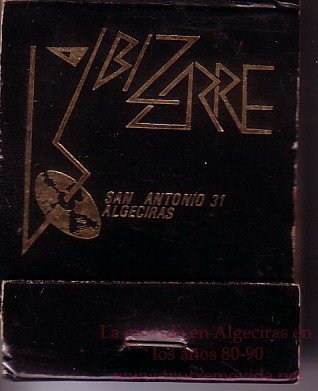 BIZARRE
SAN ANTONIO 31
ALGECIRAS
La movida en Algeciras en
los años 80-90